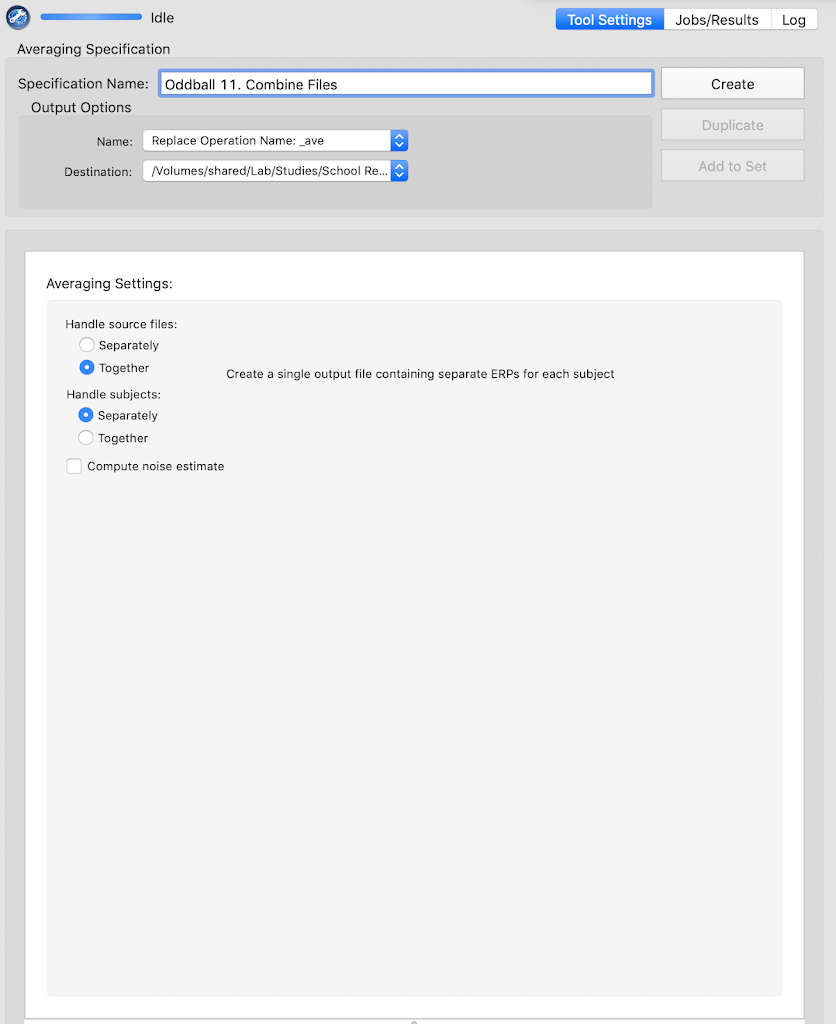 Idle
Tool Settings
Jobs/Results
Log
Averaging Specification
Specification Name: Oddball 11. Combine Files
Create
Output Options
Duplicate
Name: Replace Operation Name: _ave
Add to Set
Destination: /Volumes/shared/Lab/Studies/School Re...
Averaging Settings:
Handle source files:
Separately
Together
Create a single output file containing separate ERPs for each subject
Handle subjects:
Separately
Together
Compute noise estimate